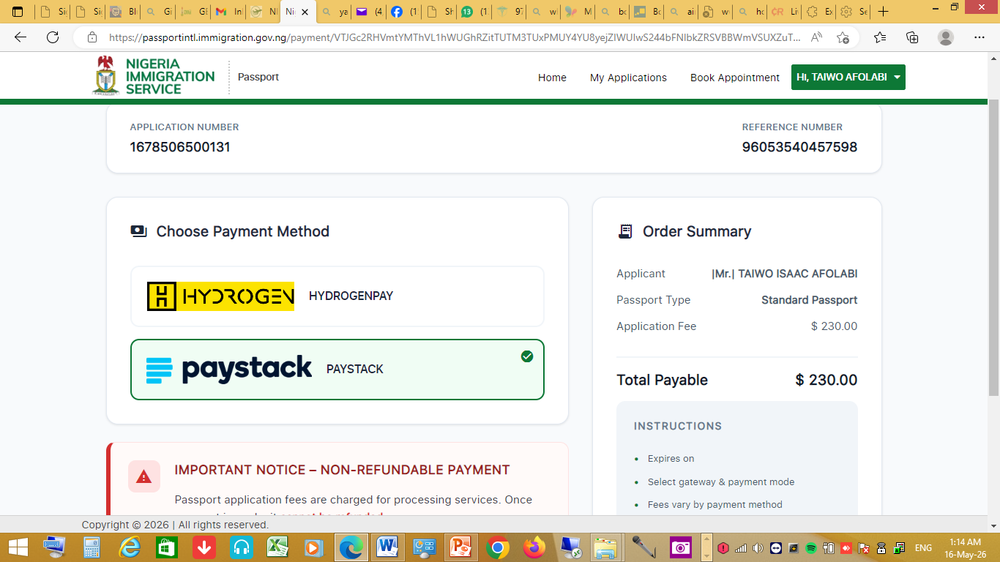 https://passportintl.immigration.gov.ng/payment/VTJGc2RHVmtYMThVL1hWUGhRZitTUTM3TUxPMUY4YU8yejZlWUlwS244bFNlbkZRSVBBWmVSUXZuT...
NIGERIA
IMMIGRATION
SERVICE
Passport
Home
My Applications
Book Appointment
Hi, TAIWO AFOLABI
APPLICATION NUMBER
REFERENCE NUMBER
1678506500131
96053540457598
Choose Payment Method
HYDROGEN
HYDROGENPAY
paystack
PAYSTACK
Order Summary
Applicant
|Mr.| TAIWO ISAAC AFOLABI
Passport Type
Standard Passport
Application Fee
$ 230.00
Total Payable
$ 230.00
INSTRUCTIONS
Expires on
Select gateway & payment mode
Fees vary by payment method
IMPORTANT NOTICE – NON-REFUNDABLE PAYMENT
Passport application fees are charged for processing services. Once
Copyright © 2026 | All rights reserved.
ENG
1:14 AM
16-May-26